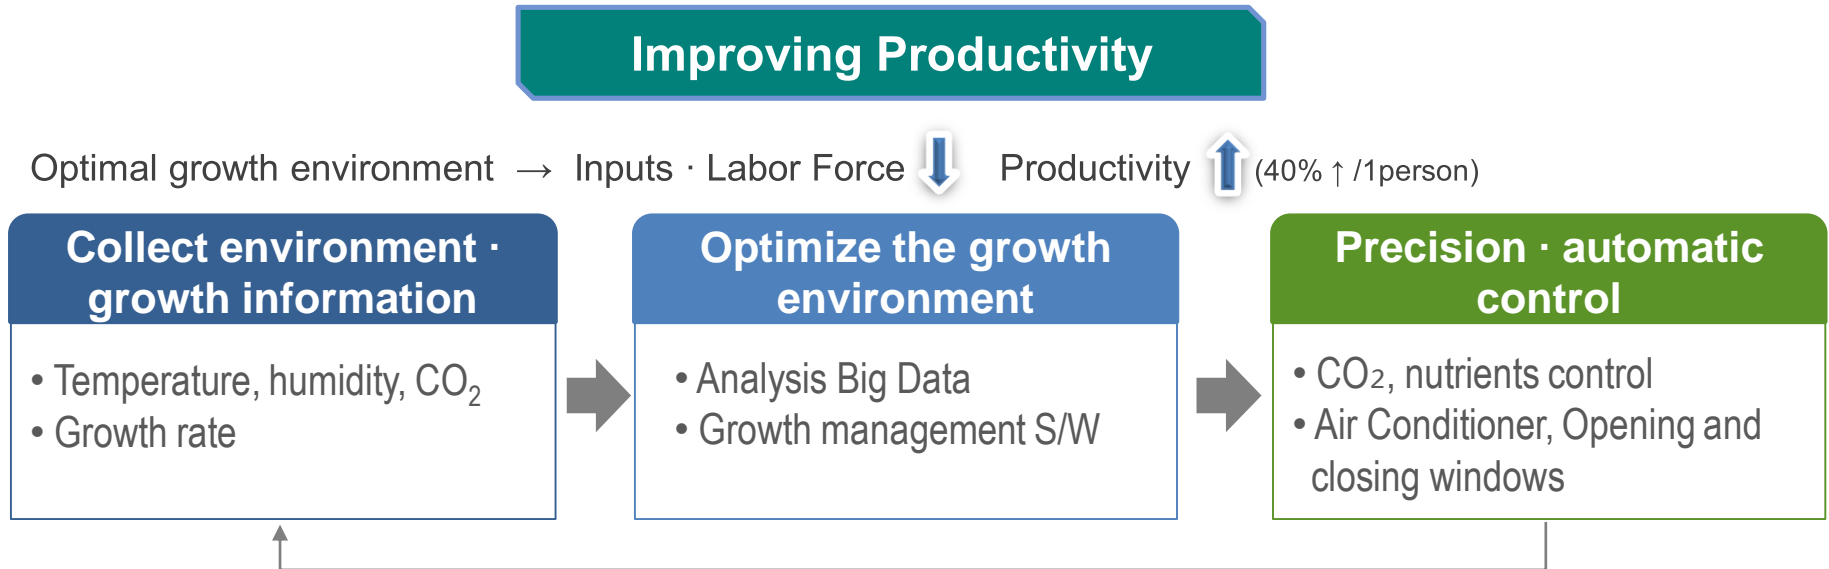 Improving Productivity
Optimal growth environment → Inputs · Labor Force Productivity (40% ↑ /1person)
Collect environment ·
growth information
• Temperature, humidity, CO₂
• Growth rate
Optimize the growth
environment
• Analysis Big Data
• Growth management S/W
Precision · automatic
control
• CO₂, nutrients control
• Air Conditioner, Opening and
closing windows